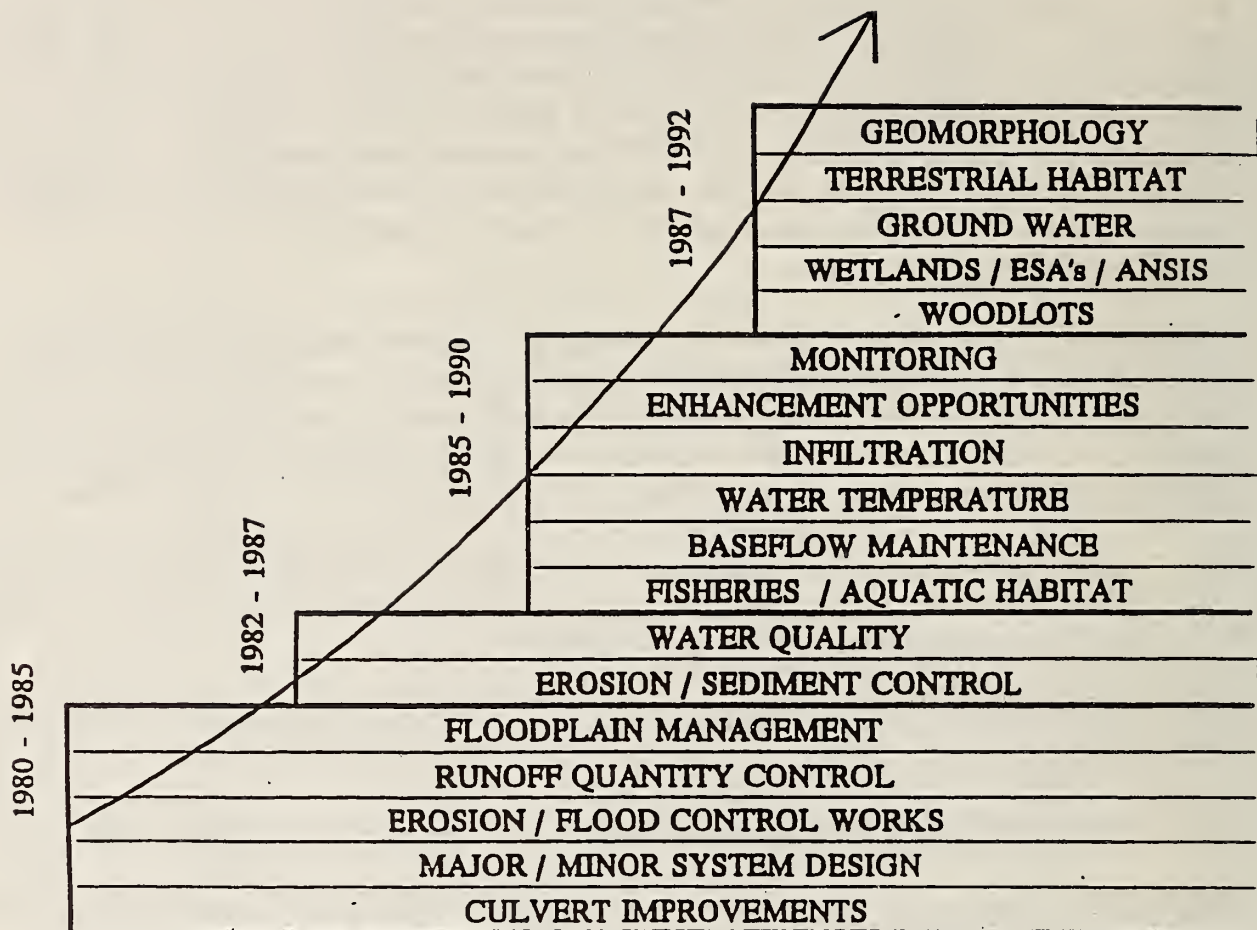 GEOMORPHOLOGY
TERRESTRIAL HABITAT
GROUND WATER
WETLANDS / ESA's / ANSIS
WOODLOTS
1987 - 1992
MONITORING
ENHANCEMENT OPPORTUNITIES
INFILTRATION
WATER TEMPERATURE
BASEFLOW MAINTENANCE
FISHERIES / AQUATIC HABITAT
1985 - 1990
WATER QUALITY
EROSION / SEDIMENT CONTROL
1982 - 1987
FLOODPLAIN MANAGEMENT
RUNOFF QUANTITY CONTROL
EROSION / FLOOD CONTROL WORKS
MAJOR / MINOR SYSTEM DESIGN
CULVERT IMPROVEMENTS
1980 - 1985